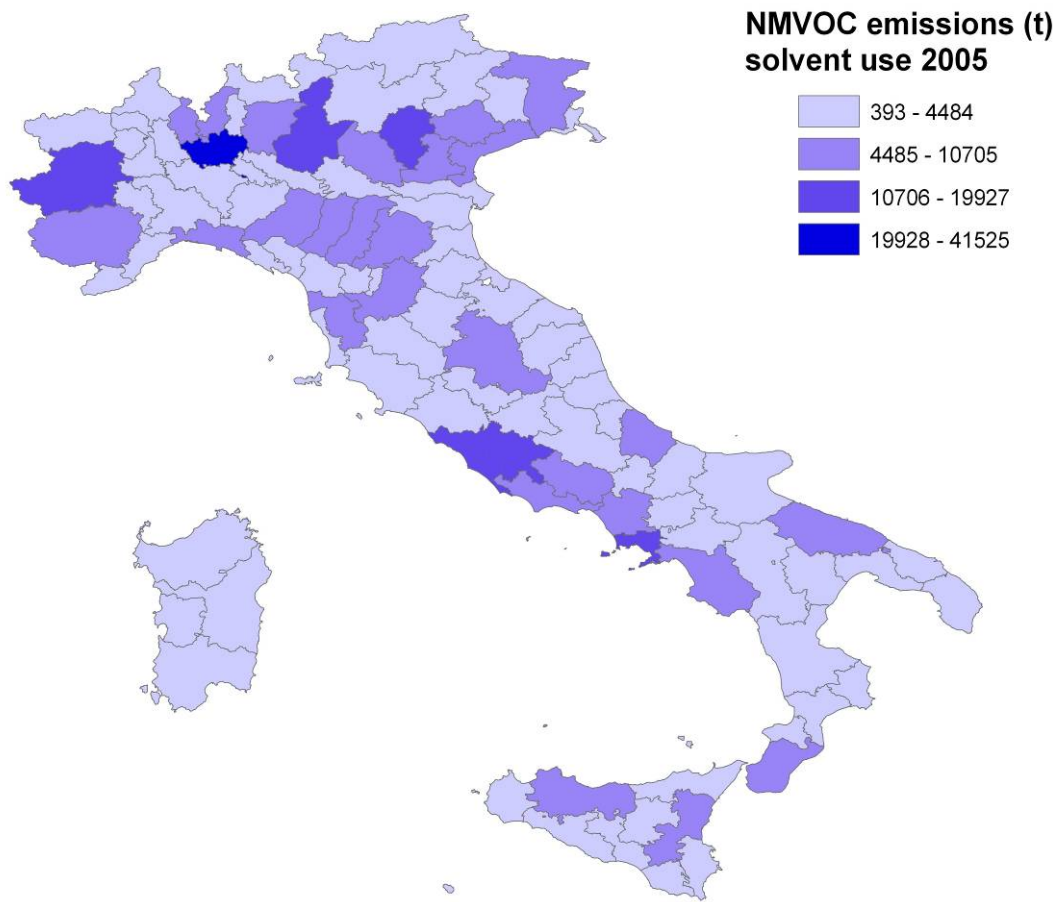 NMVOC emissions (t)
solvent use 2005
393 - 4484
4485 - 10705
10706 - 19927
19928 - 41525